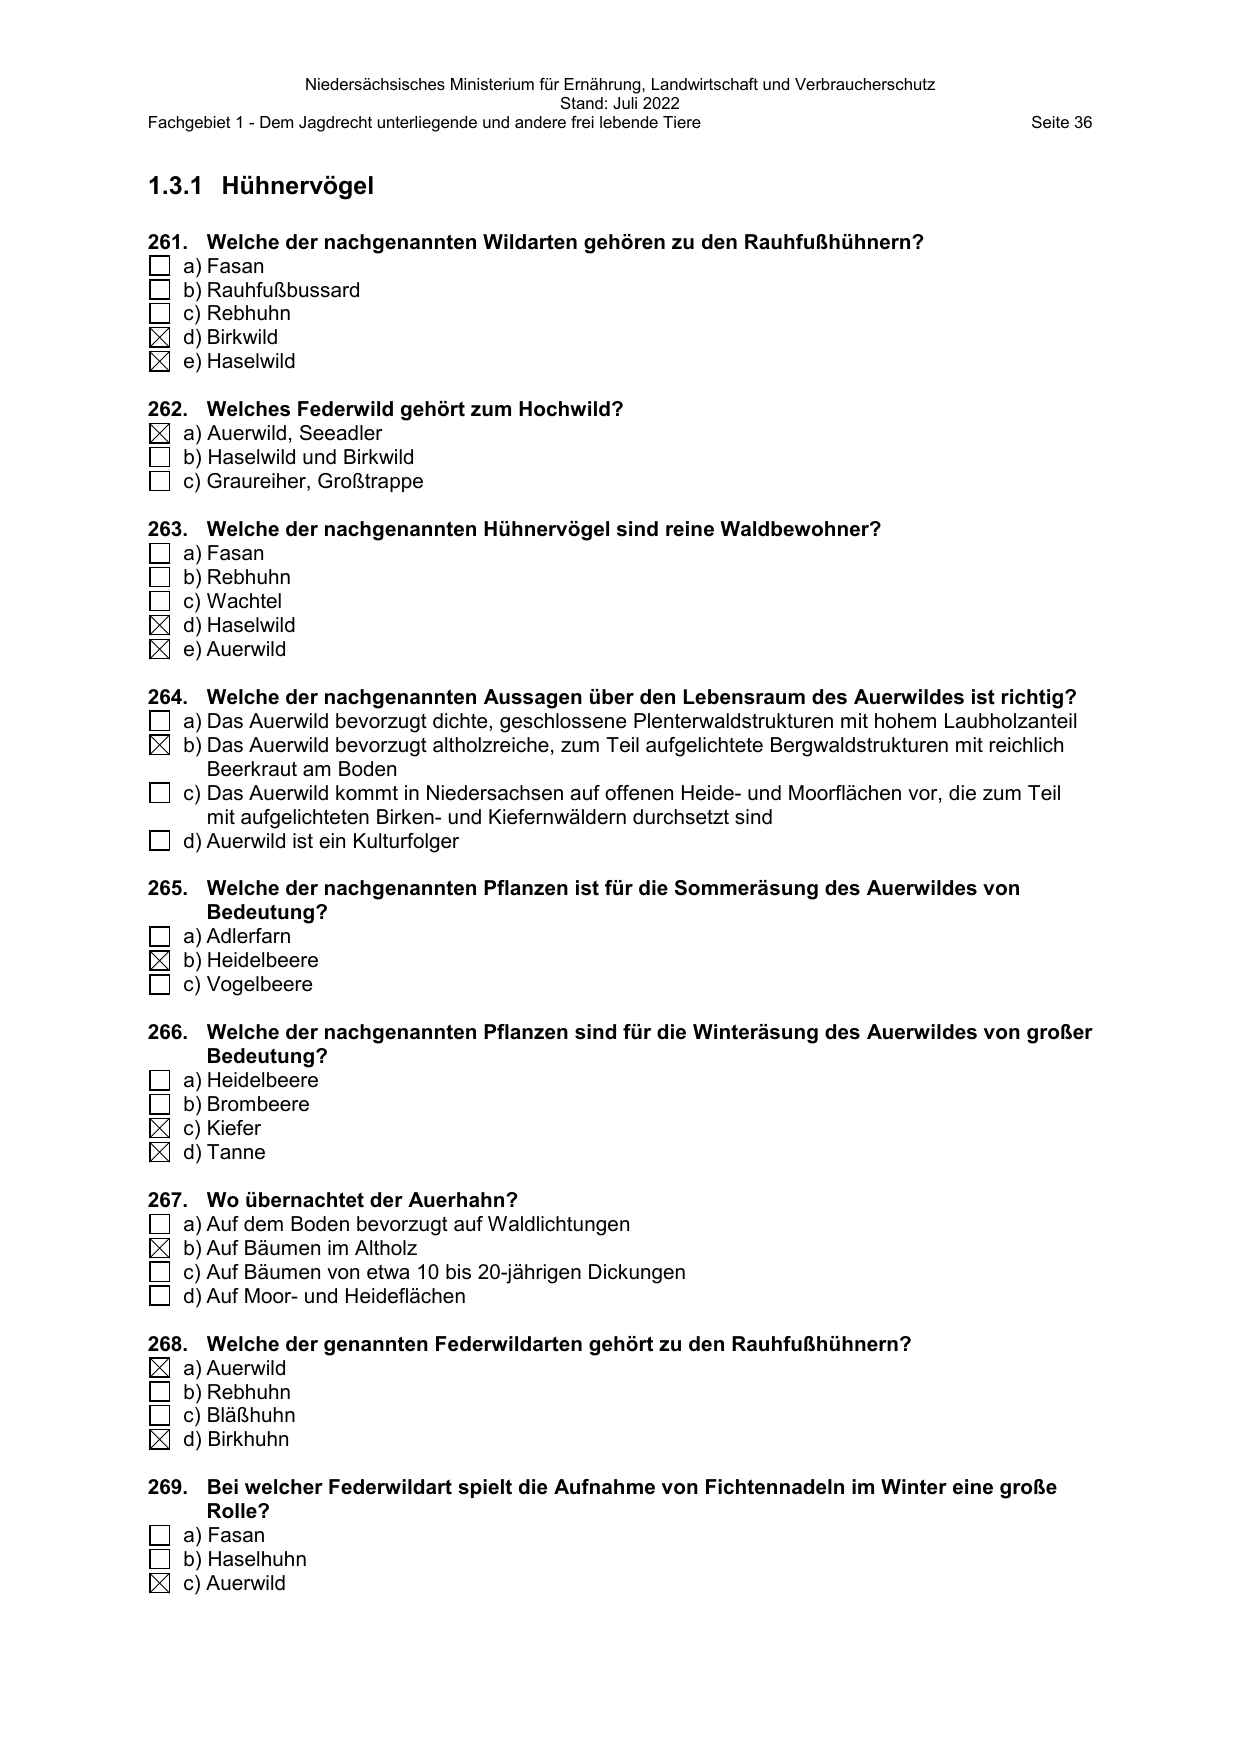 Niedersächsisches Ministerium für Ernährung, Landwirtschaft und Verbraucherschutz
Stand: Juli 2022
Fachgebiet 1 - Dem Jagdrecht unterliegende und andere frei lebende Tiere Seite 36
1.3.1 Hühnervögel
261. Welche der nachgenannten Wildarten gehören zu den Rauhfußhühnern?
☐ a) Fasan
☐ b) Rauhfußbussard
☐ c) Rebhuhn
☒ d) Birkwild
☒ e) Haselwild
262. Welches Federwild gehört zum Hochwild?
☒ a) Auerwild, Seeadler
☐ b) Haselwild und Birkwild
☐ c) Graureiher, Großtrappe
263. Welche der nachgenannten Hühnervögel sind reine Waldbewohner?
☐ a) Fasan
☐ b) Rebhuhn
☐ c) Wachtel
☒ d) Haselwild
☒ e) Auerwild
264. Welche der nachgenannten Aussagen über den Lebensraum des Auerwildes ist richtig?
☐ a) Das Auerwild bevorzugt dichte, geschlossene Plenterwaldstrukturen mit hohem Laubholzanteil
☒ b) Das Auerwild bevorzugt altholzreiche, zum Teil aufgelichtete Bergwaldstrukturen mit reichlich
Beerkraut am Boden
☐ c) Das Auerwild kommt in Niedersachsen auf offenen Heide- und Moorflächen vor, die zum Teil
mit aufgelichteten Birken- und Kiefernwäldern durchsetzt sind
☐ d) Auerwild ist ein Kulturfolger
265. Welche der nachgenannten Pflanzen ist für die Sommeräsung des Auerwildes von
Bedeutung?
☐ a) Adlerfarn
☒ b) Heidelbeere
☐ c) Vogelbeere
266. Welche der nachgenannten Pflanzen sind für die Winteräsung des Auerwildes von großer
Bedeutung?
☐ a) Heidelbeere
☐ b) Brombeere
☒ c) Kiefer
☒ d) Tanne
267. Wo übernachtet der Auerhahn?
☐ a) Auf dem Boden bevorzugt auf Waldlichtungen
☒ b) Auf Bäumen im Altholz
☐ c) Auf Bäumen von etwa 10 bis 20-jährigen Dickungen
☐ d) Auf Moor- und Heideflächen
268. Welche der genannten Federwildarten gehört zu den Rauhfußhühnern?
☒ a) Auerwild
☐ b) Rebhuhn
☐ c) Bläßhuhn
☒ d) Birkhuhn
269. Bei welcher Federwildart spielt die Aufnahme von Fichtennadeln im Winter eine große
Rolle?
☐ a) Fasan
☐ b) Haselhuhn
☒ c) Auerwild